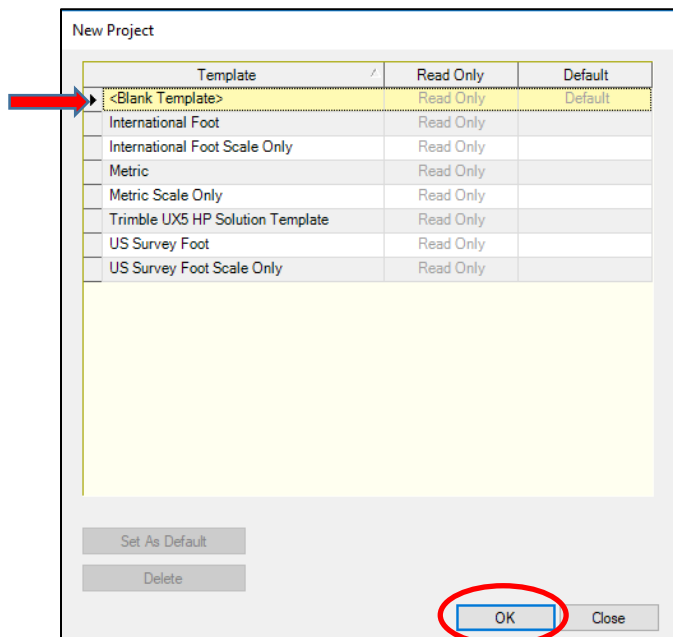 New Project
Template Read Only Default
<Blank Template> Read Only Default
International Foot Read Only
International Foot Scale Only Read Only
Metric Read Only
Metric Scale Only Read Only
Trimble UX5 HP Solution Template Read Only
US Survey Foot Read Only
US Survey Foot Scale Only Read Only
Set As Default
Delete
OK Close